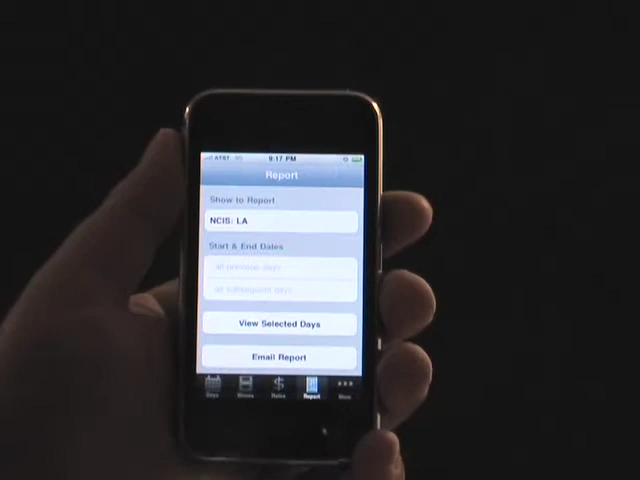 AT&T 9:17 PM
Report
Show to Report
NCIS: LA
Start & End Dates
all previous days
all subsequent days
View Selected Days
Email Report
Days Shows Rates Report More